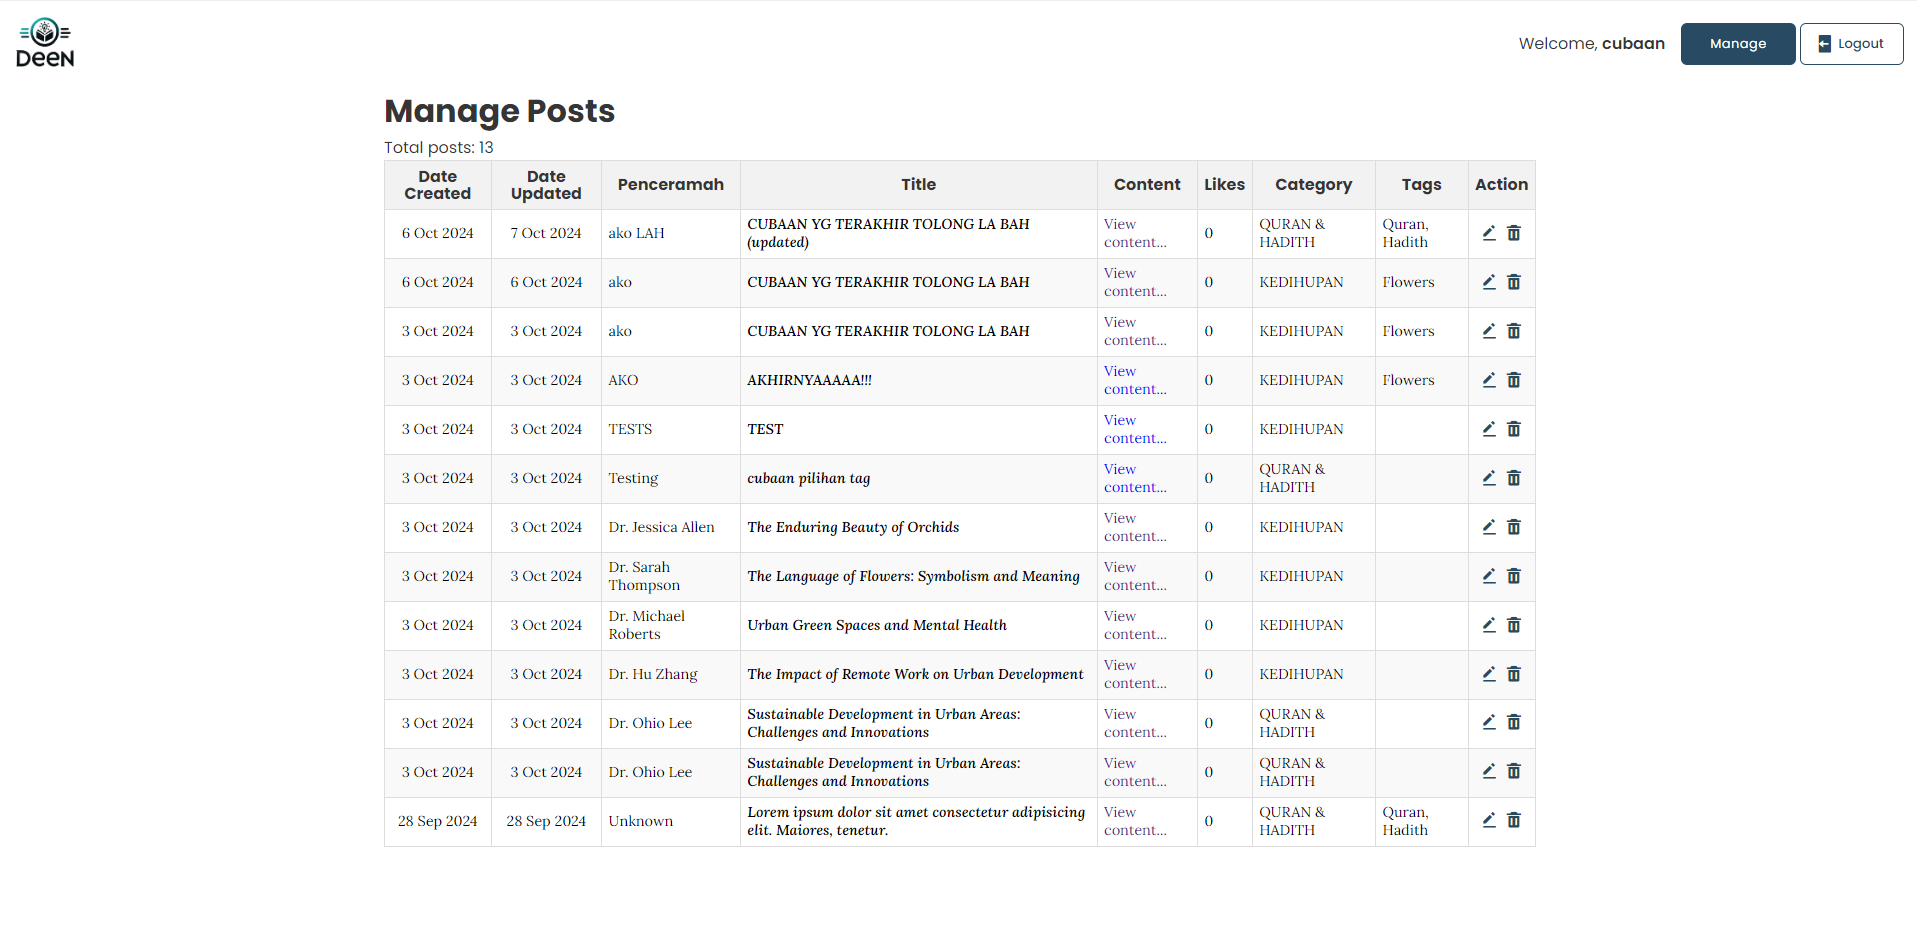 DeeN
Welcome, cubaan
Manage
Logout
Manage Posts
Total posts: 13
Date Created Date Updated Penceramah Title Content Likes Category Tags Action
6 Oct 2024 7 Oct 2024 ako LAH CUBAAN YG TERAKHIR TOLONG LA BAH (updated) View content... 0 QURAN & HADITH Quran, Hadith
6 Oct 2024 6 Oct 2024 ako CUBAAN YG TERAKHIR TOLONG LA BAH View content... 0 KEDIHUPAN Flowers
3 Oct 2024 3 Oct 2024 ako CUBAAN YG TERAKHIR TOLONG LA BAH View content... 0 KEDIHUPAN Flowers
3 Oct 2024 3 Oct 2024 AKO AKHIRNYAAAAA!!! View content... 0 KEDIHUPAN Flowers
3 Oct 2024 3 Oct 2024 TESTS TEST View content... 0 KEDIHUPAN
3 Oct 2024 3 Oct 2024 Testing cubaan pilihan tag View content... 0 QURAN & HADITH
3 Oct 2024 3 Oct 2024 Dr. Jessica Allen The Enduring Beauty of Orchids View content... 0 KEDIHUPAN
3 Oct 2024 3 Oct 2024 Dr. Sarah Thompson The Language of Flowers: Symbolism and Meaning View content... 0 KEDIHUPAN
3 Oct 2024 3 Oct 2024 Dr. Michael Roberts Urban Green Spaces and Mental Health View content... 0 KEDIHUPAN
3 Oct 2024 3 Oct 2024 Dr. Hu Zhang The Impact of Remote Work on Urban Development View content... 0 KEDIHUPAN
3 Oct 2024 3 Oct 2024 Dr. Ohio Lee Sustainable Development in Urban Areas: Challenges and Innovations View content... 0 QURAN & HADITH
3 Oct 2024 3 Oct 2024 Dr. Ohio Lee Sustainable Development in Urban Areas: Challenges and Innovations View content... 0 QURAN & HADITH
28 Sep 2024 28 Sep 2024 Unknown Lorem ipsum dolor sit amet consectetur adipisicing elit. Maiores, tenetur. View content... 0 QURAN & HADITH Quran, Hadith